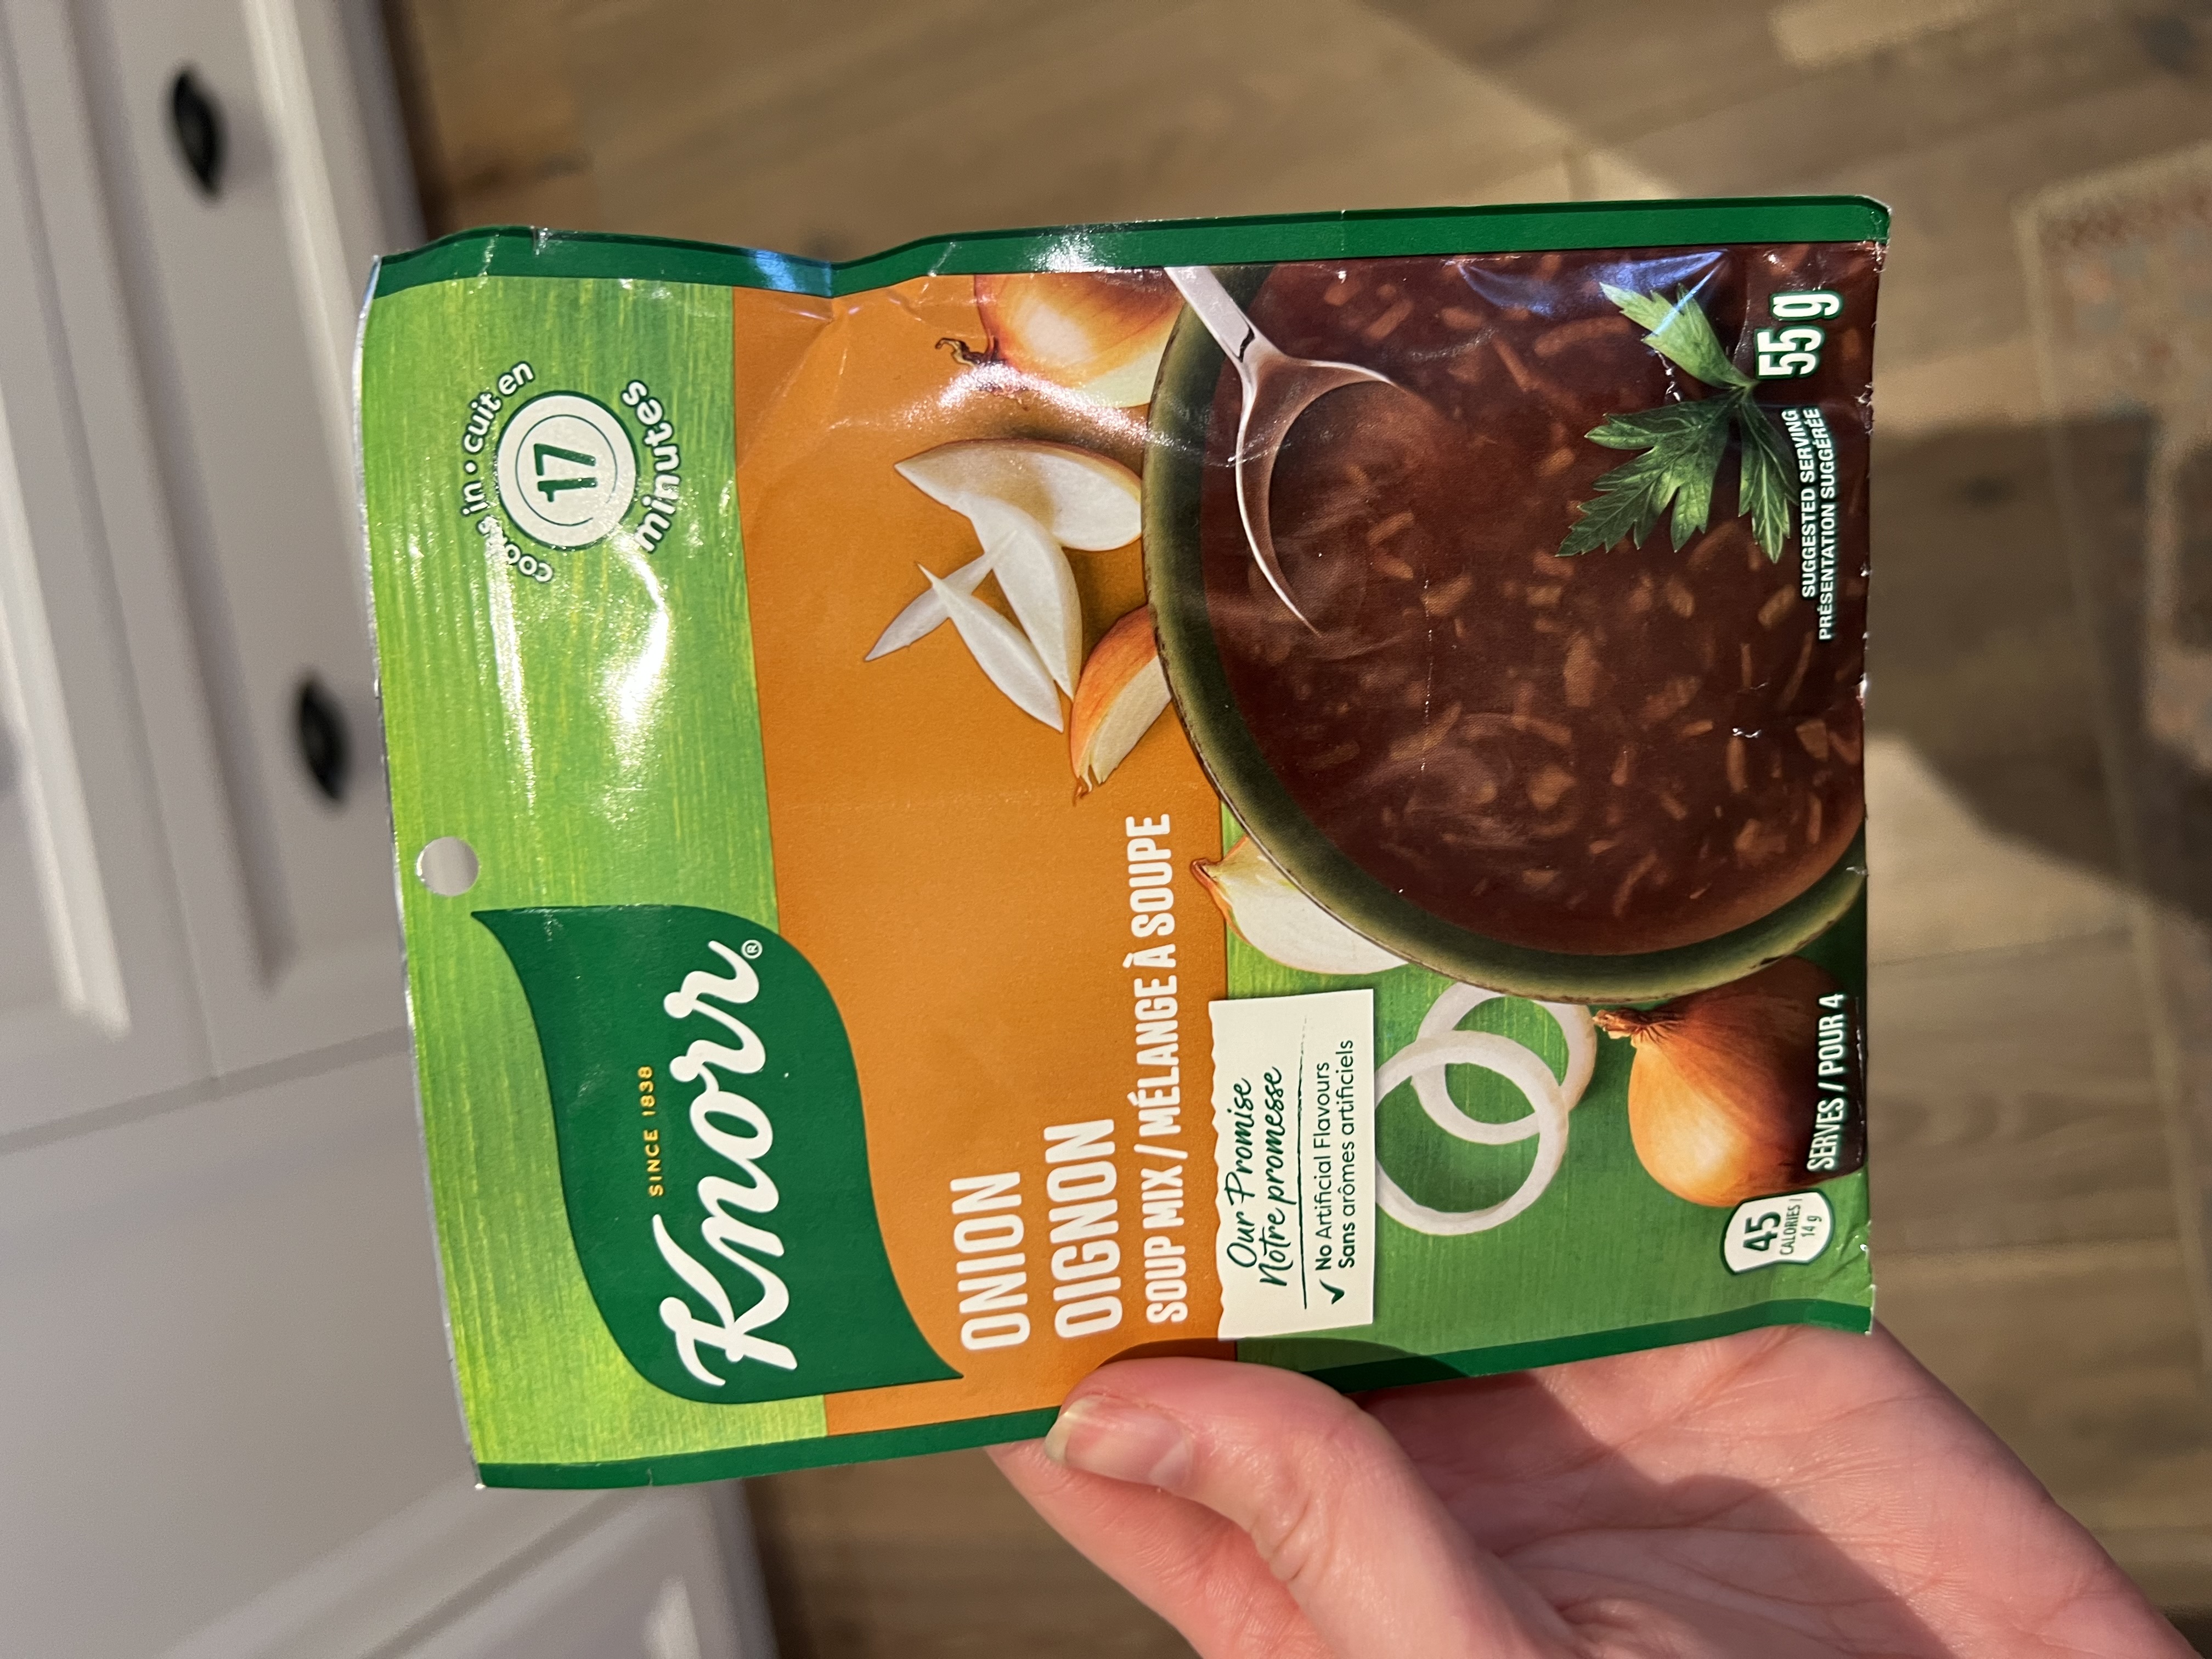 cooks in • cuit en
17
minutes
SINCE 1838
Knorr®
ONION
OIGNON
SOUP MIX / MÉLANGE À SOUPE
Our Promise
Notre promesse
✓ No Artificial Flavours
Sans arômes artificiels
45
CALORIES /
14 g
SERVES / POUR 4
SUGGESTED SERVING
PRÉSENTATION SUGGÉRÉE
55 g